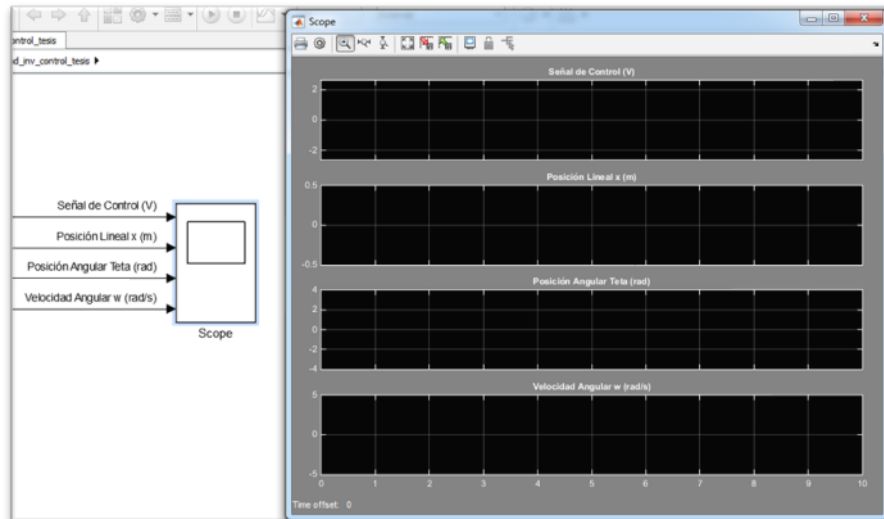 Scope
ontrol_tesis
d_inv_control_tesis
Señal de Control (V)
Posición Lineal x (m)
Posición Angular Teta (rad)
Velocidad Angular w (rad/s)
Scope
Señal de Control (V)
2
0
-2
Posición Lineal x (m)
0.5
0
-0.5
Posición Angular Teta (rad)
4
2
0
-2
-4
Velocidad Angular w (rad/s)
5
0
-5
0 1 2 3 4 5 6 7 8 9 10
Time offset: 0